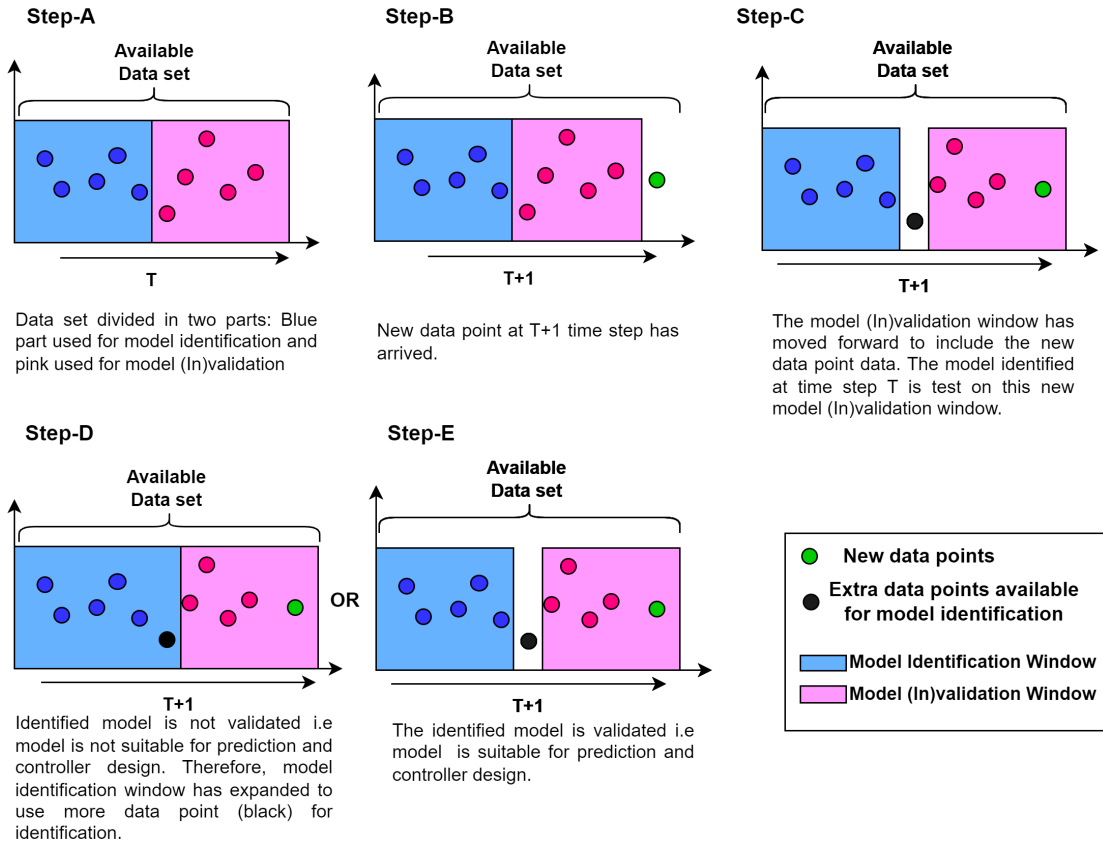 Step-A
Available
Data set
T
Data set divided in two parts: Blue
part used for model identification and
pink used for model (In)validation
Step-B
Available
Data set
T+1
New data point at T+1 time step has
arrived.
Step-C
Available
Data set
T+1
The model (In)validation window has
moved forward to include the new
data point data. The model identified
at time step T is test on this new
model (In)validation window.
Step-D
Available
Data set
T+1
Identified model is not validated i.e
model is not suitable for prediction and
controller design. Therefore, model
identification window has expanded to
use more data point (black) for
identification.
OR
Step-E
Available
Data set
T+1
The identified model is validated i.e
model is suitable for prediction and
controller design.
New data points
Extra data points available
for model identification
Model Identification Window
Model (In)validation Window